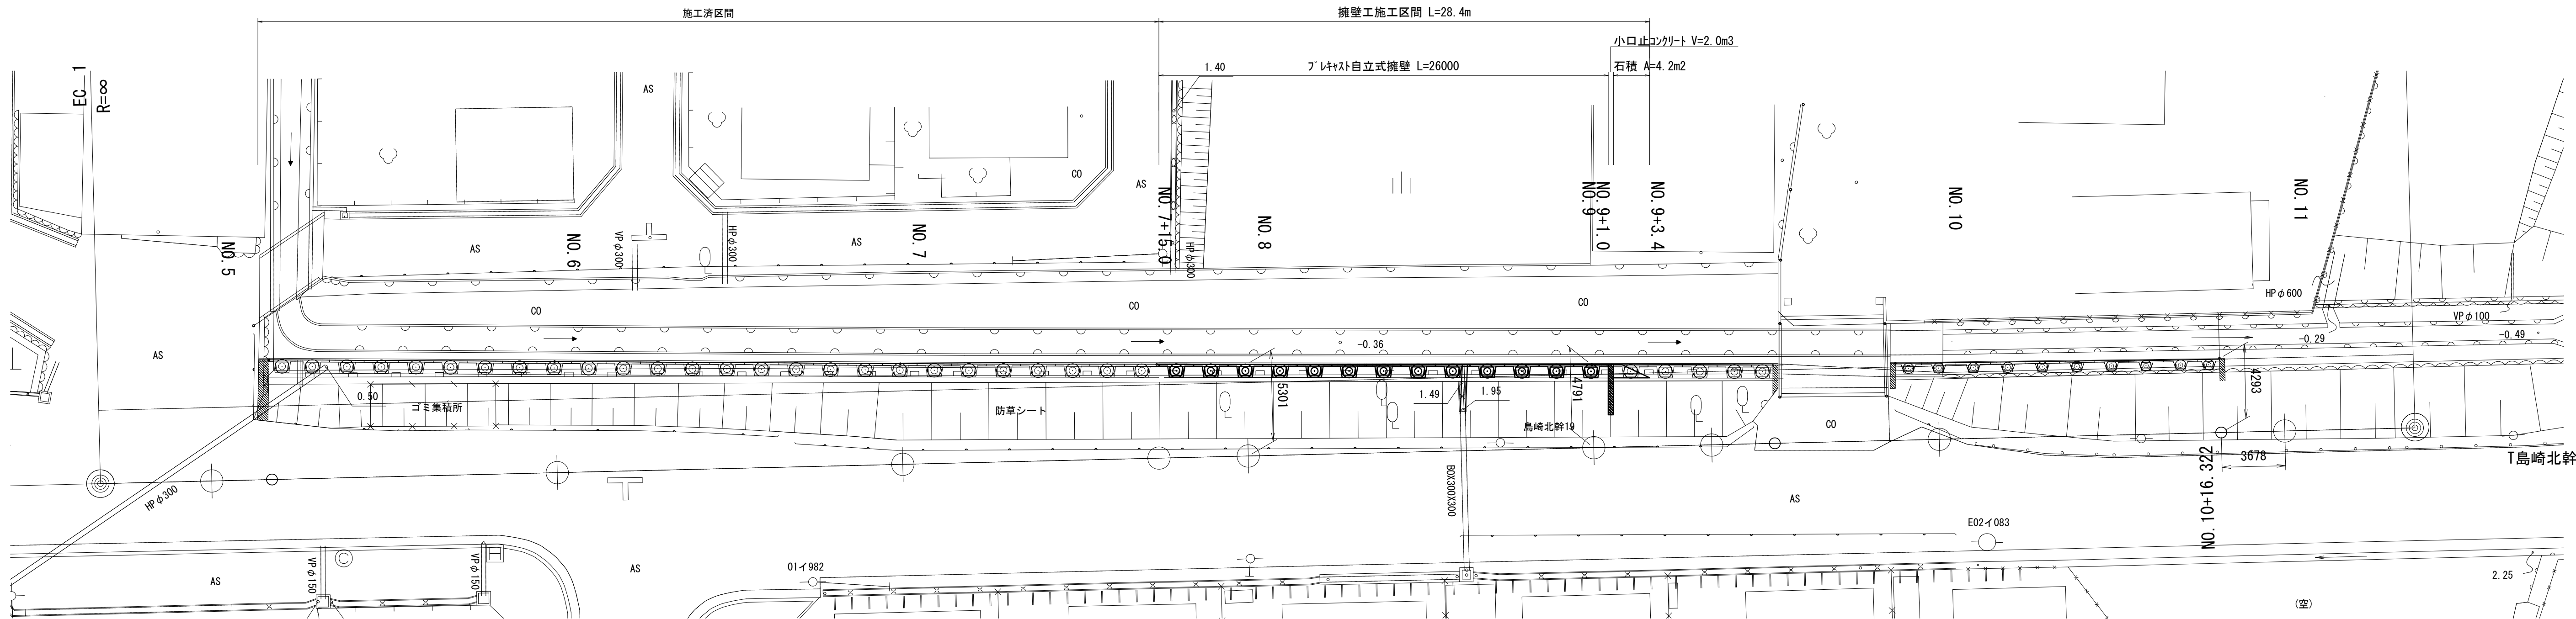 施工済区間
擁壁工施工区間 L=28.4m
小口止コンクリート V=2.0m3
プレキャスト自立式擁壁 L=26000
石積 A=4.2m2
1.40
EC 1
R=∞
AS
CO
AS
NO. 5
AS
NO. 6
VPφ300
HPφ300
AS
NO. 7
NO. 7+15.0
HPφ300
NO. 8
NO. 9
NO. 9+1.0
NO. 9+3.4
NO. 10
NO. 11
HPφ600
VPφ100
CO
CO
CO
AS
-0.36
-0.29
-0.49
0.50
ゴミ集積所
防草シート
5301
1.49
1.95
4791
島崎北幹19
CO
4293
3678
NO. 10+16.322
T島崎北幹
HPφ300
BOX300X300
AS
E02イ083
VPφ150
VPφ150
C
H
AS
AS
01イ982
2.25
(空)